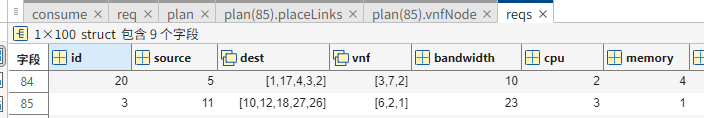 consume req plan plan(85).placeLinks plan(85).vnfNode reqs
1×100 struct 包含 9 个字段
字段 id source dest vnf bandwidth cpu memory
84 20 5 [1,17,4,3,2] [3,7,2] 10 2 4
85 3 11 [10,12,18,27,26] [6,2,1] 23 3 1